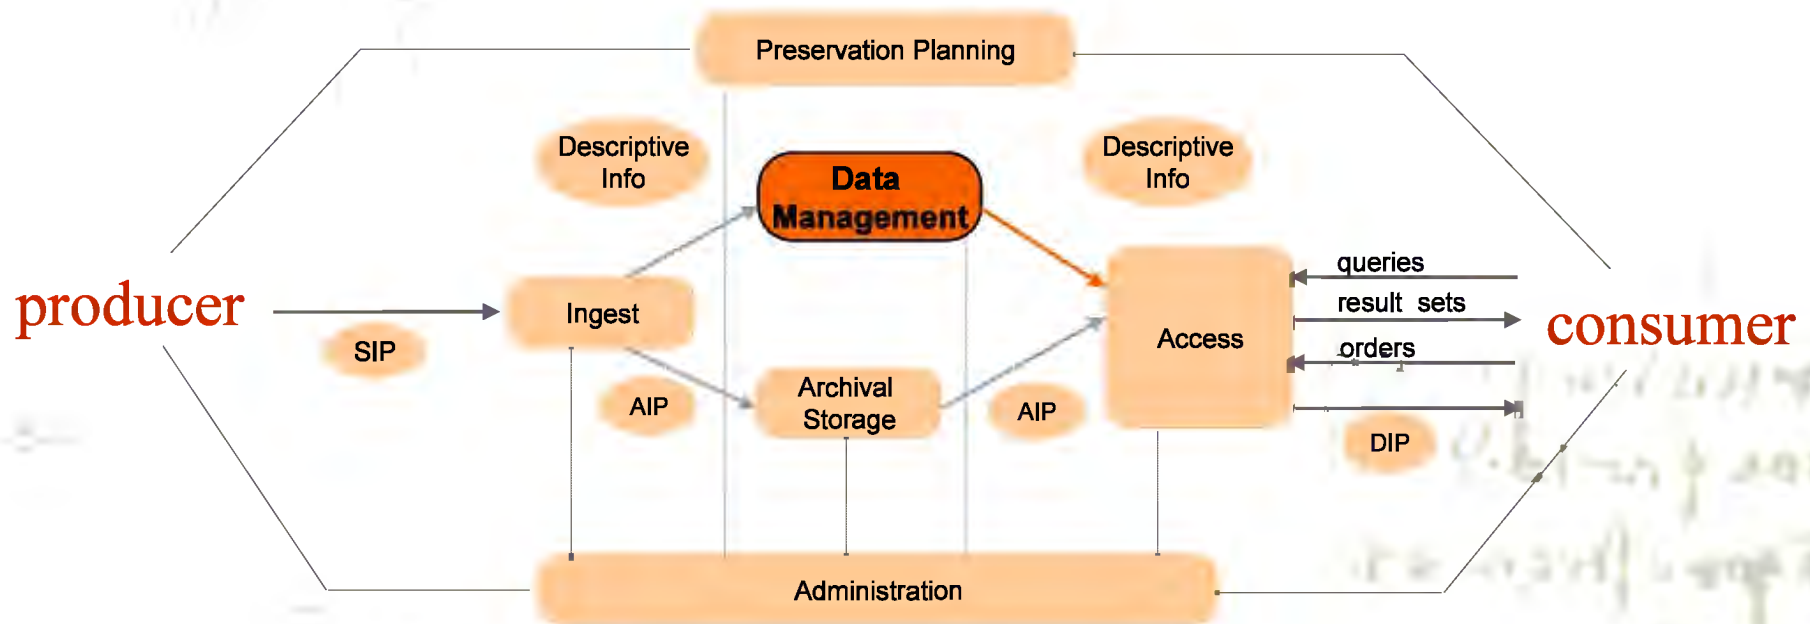 Preservation Planning
Descriptive
Info
Data
Management
Descriptive
Info
producer
SIP
Ingest
AIP
Archival
Storage
AIP
Access
queries
result sets
orders
DIP
consumer
Administration